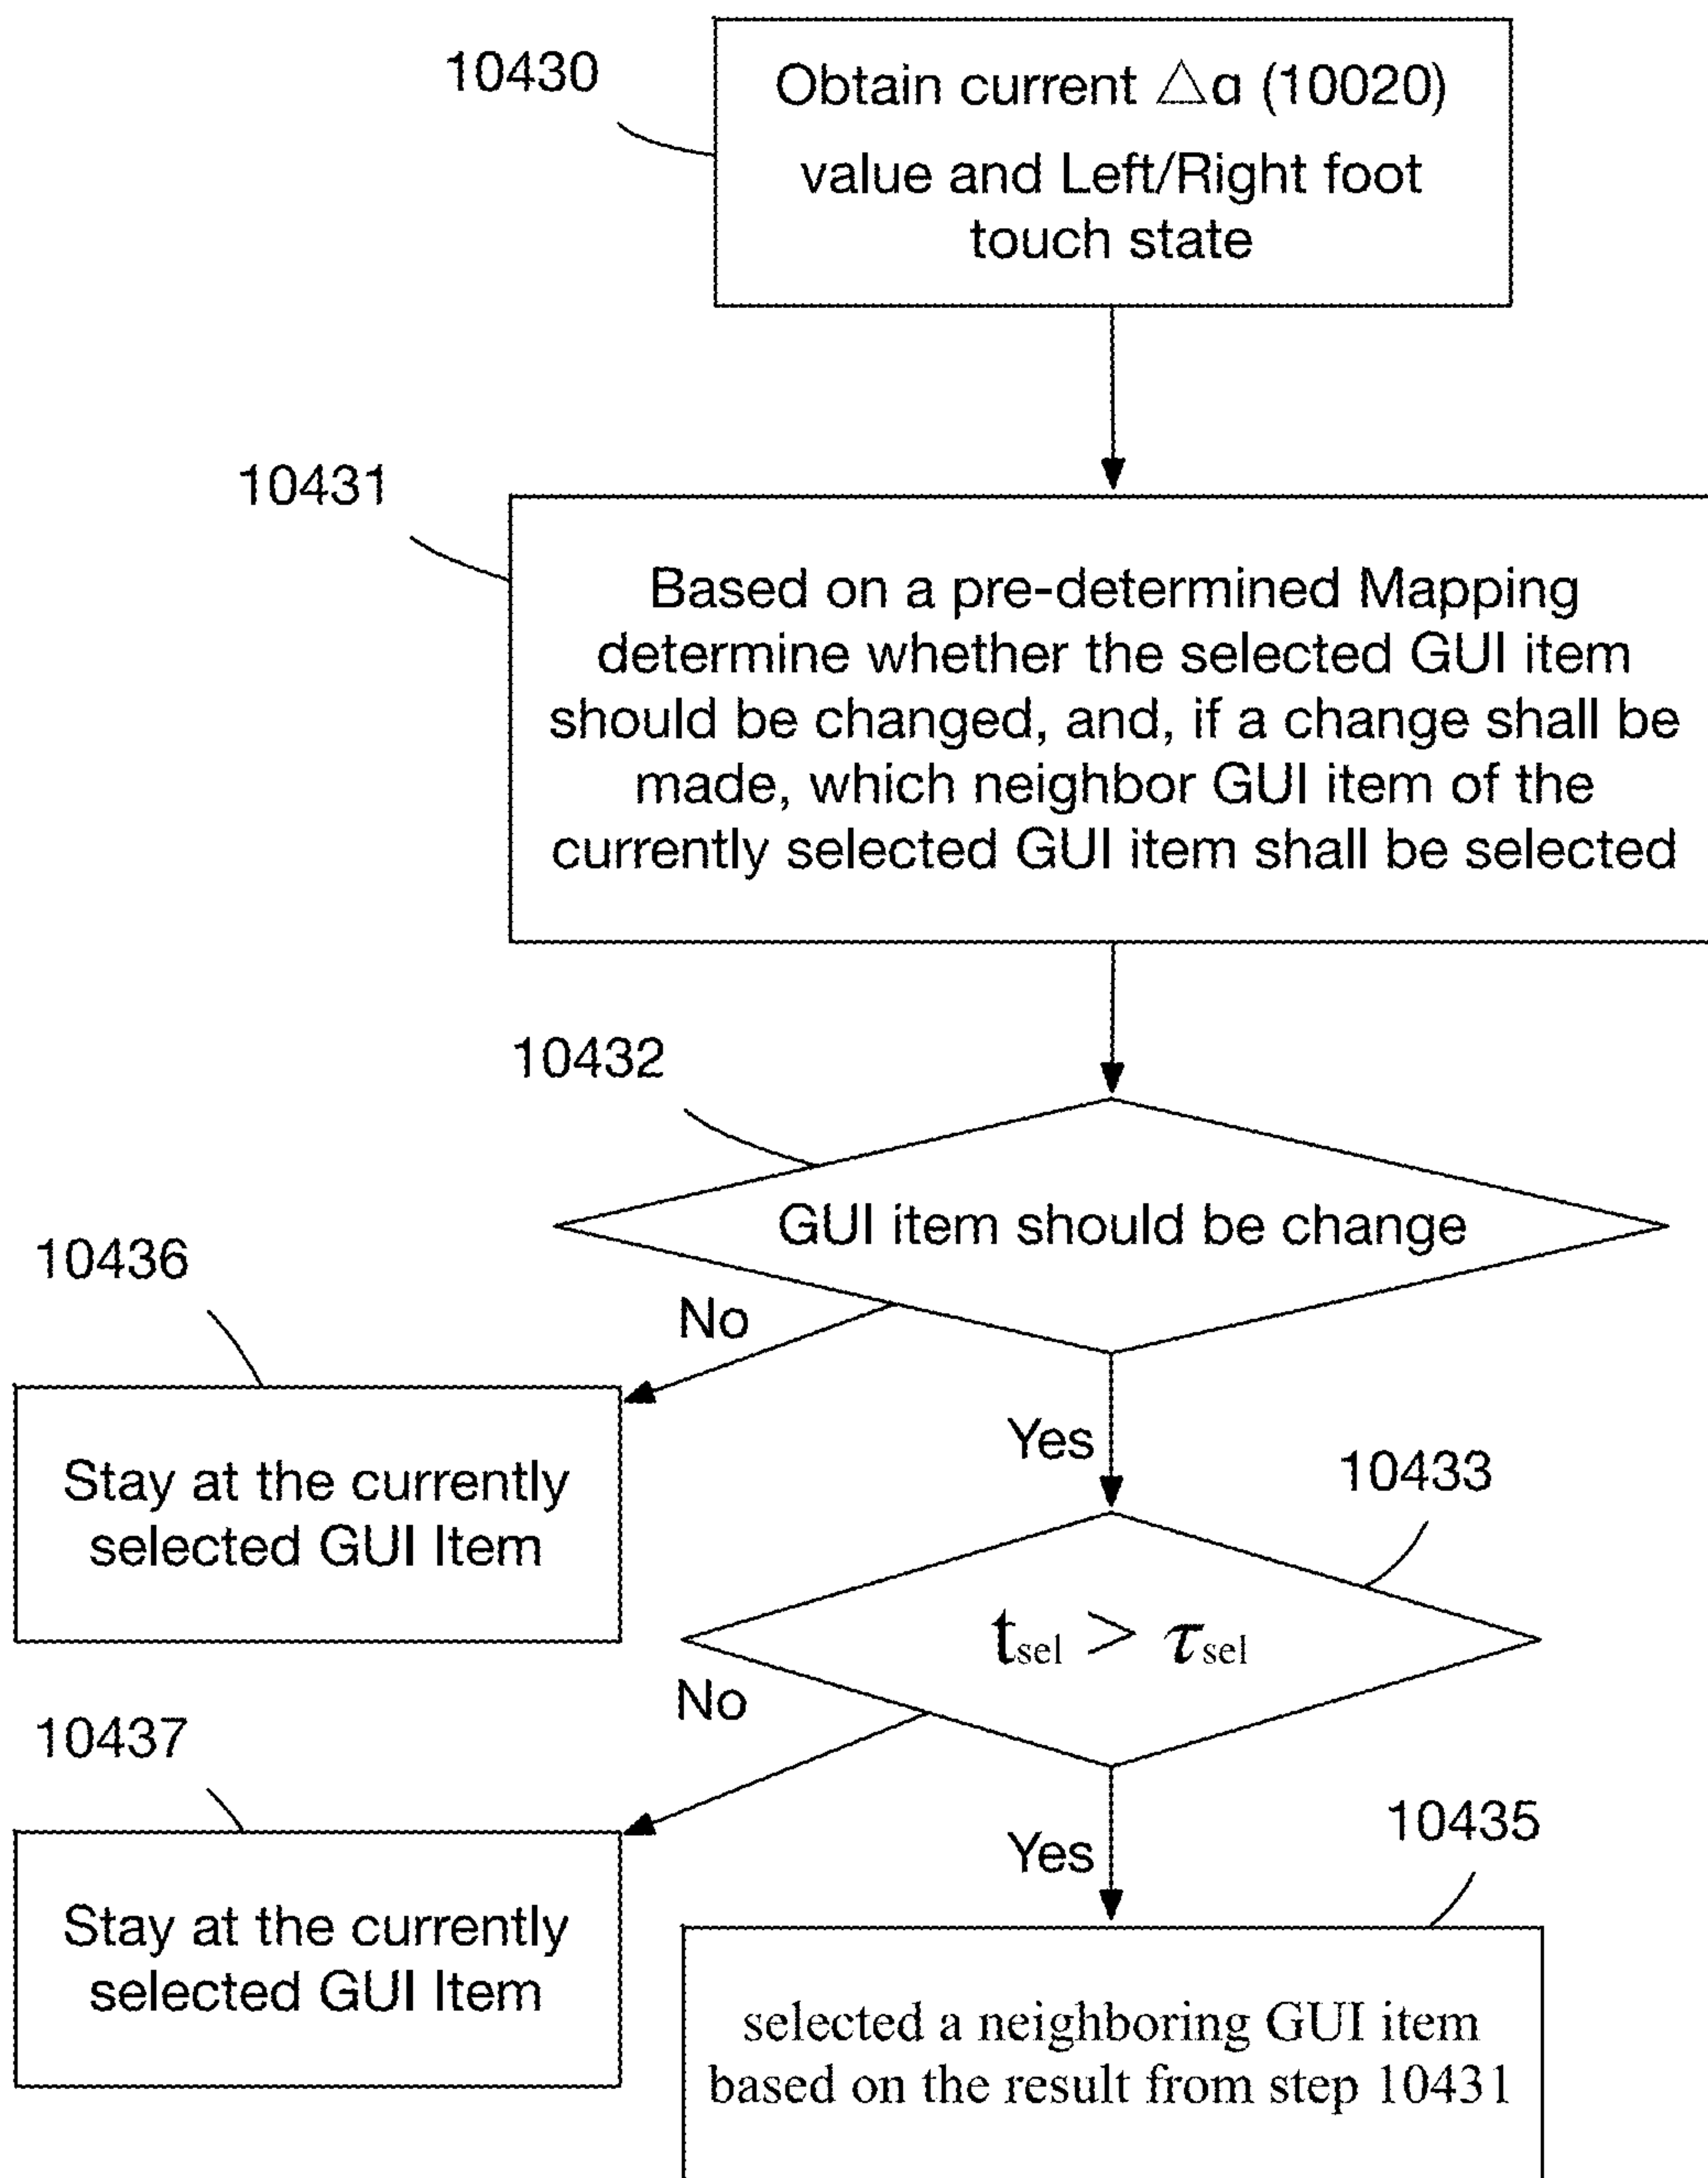 10430
Obtain current △ɑ (10020)
value and Left/Right foot
touch state
10431
Based on a pre-determined Mapping
determine whether the selected GUI item
should be changed, and, if a change shall be
made, which neighbor GUI item of the
currently selected GUI item shall be selected
10432
GUI item should be change
10436
No
Stay at the currently
selected GUI Item
Yes
10433
t_sel > τ_sel
No
10437
Stay at the currently
selected GUI Item
Yes
10435
selected a neighboring GUI item
based on the result from step 10431